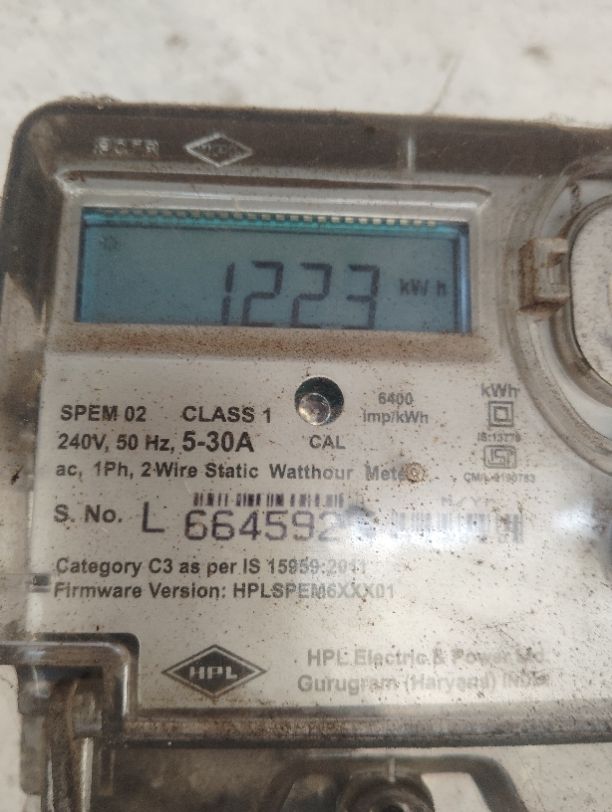 1223 kWh
SPEM 02 CLASS 1
6400 imp/kWh
kWh
240V, 50 Hz, 5-30A
CAL
ac, 1Ph, 2-Wire Static Watthour
S. No. L 664592
Category C3 as per IS 15959:2011
Firmware Version: HPLSPEM6XXX01
HPL
HPL Electric & Power Ltd
Gurugram (Haryana) INDIA